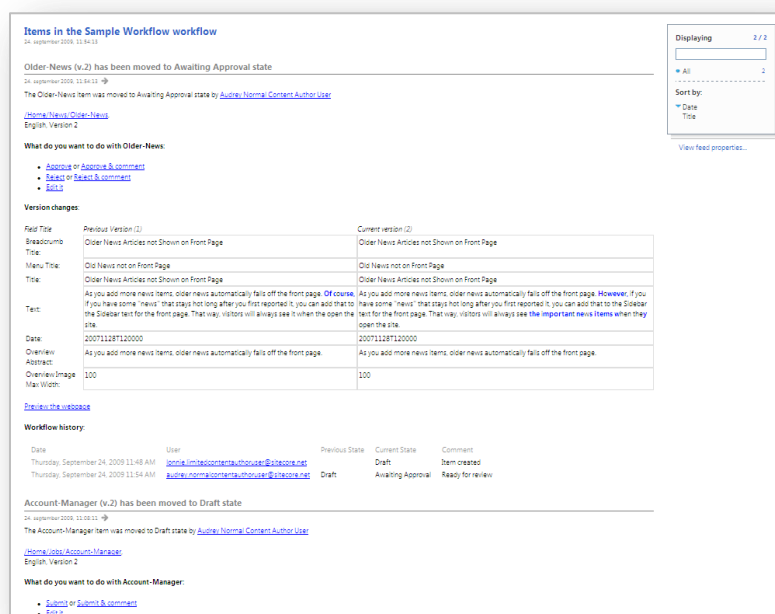 Items in the Sample Workflow workflow
24. september 2009, 11:54:13
Older-News (v.2) has been moved to Awaiting Approval state
24. september 2009, 11:54:13
The Older-News item was moved to Awaiting Approval state by Audrey Normal Content Author User
/Home/News/Older-News.
English, Version 2
What do you want to do with Older-News:
Approve or Approve & comment
Reject or Reject & comment
Edit it
Version changes:
Field Title Previous Version (1) Current version (2)
Breadcrumb Title: Older News Articles not Shown on Front Page Older News Articles not Shown on Front Page
Menu Title: Old News not on Front Page Old News not on Front Page
Title: Older News Articles not Shown on Front Page Older News Articles not Shown on Front Page
Text:
As you add more news items, older news automatically falls off the front page. Of course,
if you have some "news" that stays hot long after you first reported it, you can add that to
the Sidebar text for the front page. That way, visitors will always see it when the open the
site.
As you add more news items, older news automatically falls off the front page. However, if you
have some "news" that stays hot long after you first reported it, you can add that to the Sidebar
text for the front page. That way, visitors will always see the important news items when they
open the site.
Date: 20071128T120000 20071128T120000
Overview Abstract: As you add more news items, older news automatically falls off the front page. As you add more news items, older news automatically falls off the front page.
Overview Image Max Width: 100 100
Preview the webpage
Workflow history:
Date User Previous State Current State Comment
Thursday, September 24, 2009 11:48 AM lonnie.limitedcontentauthoruser@sitecore.net Draft Item created
Thursday, September 24, 2009 11:54 AM audrey.normalcontentauthoruser@sitecore.net Draft Awaiting Approval Ready for review
Account-Manager (v.2) has been moved to Draft state
24. september 2009, 11:08:11
The Account-Manager item was moved to Draft state by Audrey Normal Content Author User
/Home/Jobs/Account-Manager.
English, Version 2
What do you want to do with Account-Manager:
Submit or Submit & comment
Edit it
Displaying 2 / 2
All 2
Sort by:
Date
Title
View feed properties...